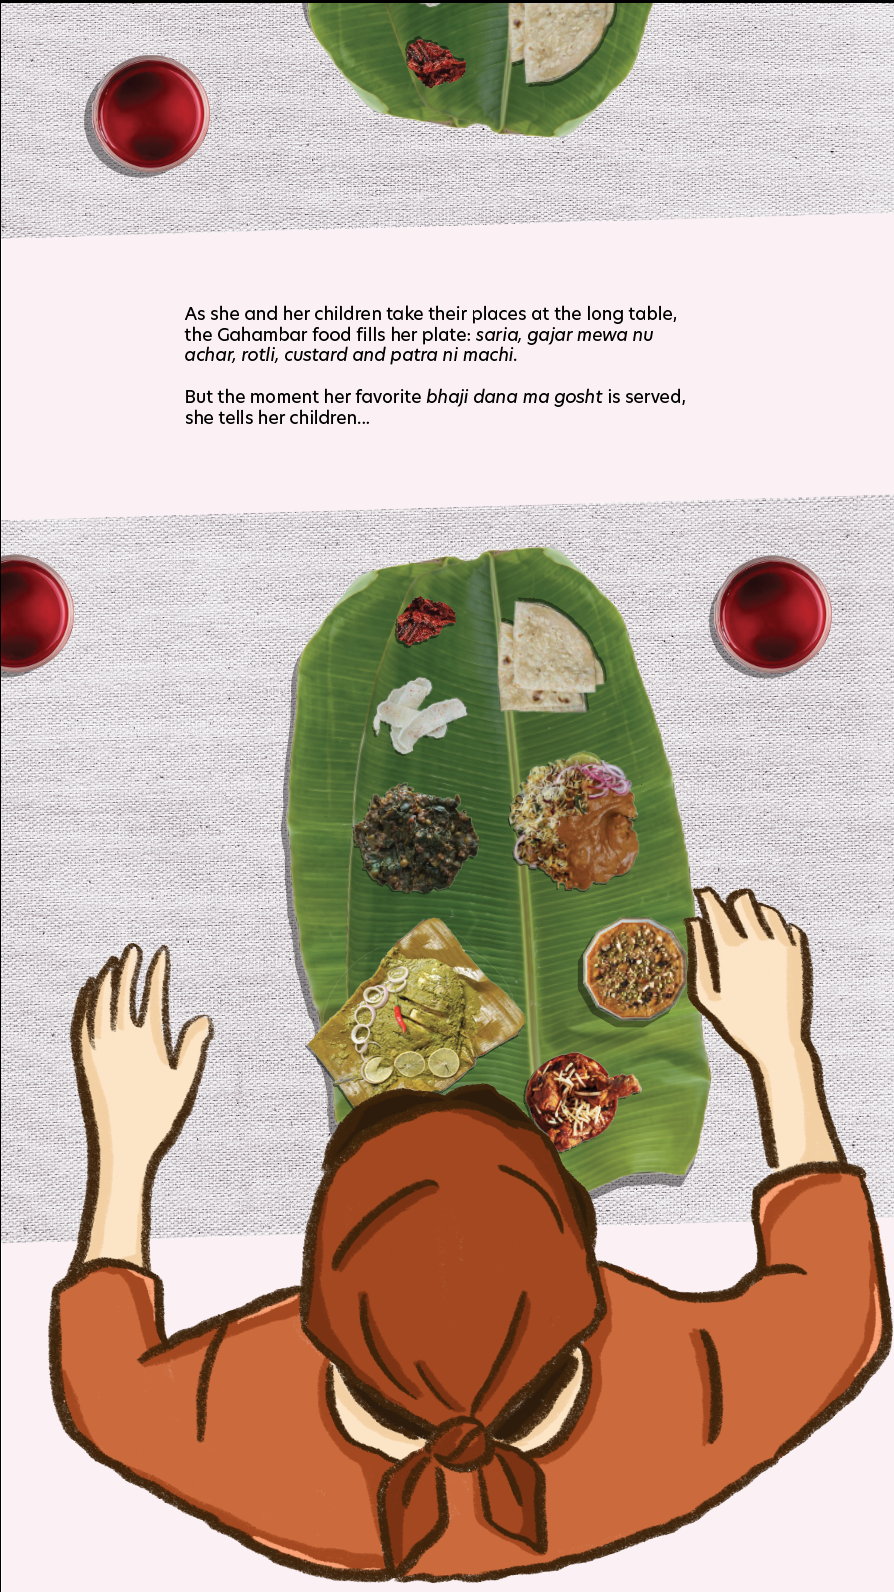 As she and her children take their places at the long table,
the Gahambar food fills her plate: saria, gajar mewa nu
achar, rotli, custard and patra ni machi.
But the moment her favorite bhaji dana ma gosht is served,
she tells her children...